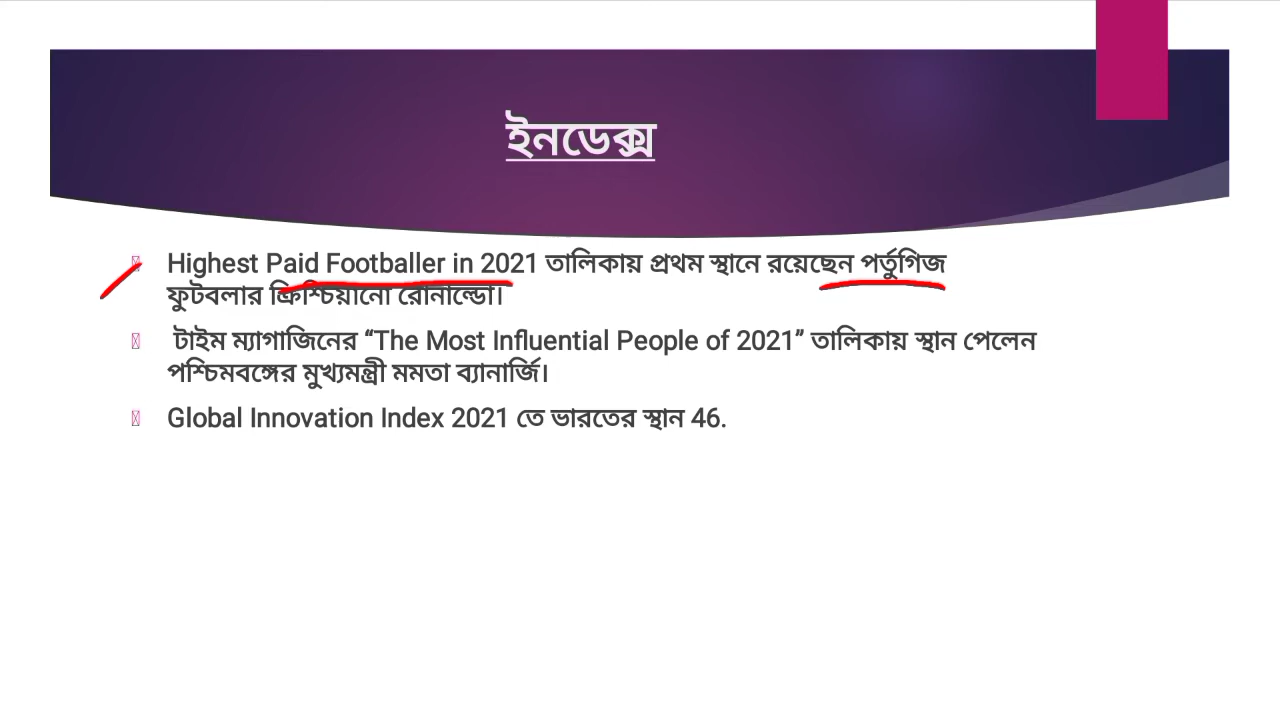 ইনডেক্স
Highest Paid Footballer in 2021 তালিকায় প্রথম স্থানে রয়েছেন পর্তুগিজ
ফুটবলার ক্রিশ্চিয়ানো রোনাল্ডো।
টাইম ম্যাগাজিনের “The Most Influential People of 2021” তালিকায় স্থান পেলেন
পশ্চিমবঙ্গের মুখ্যমন্ত্রী মমতা ব্যানার্জি।
Global Innovation Index 2021 তে ভারতের স্থান 46.